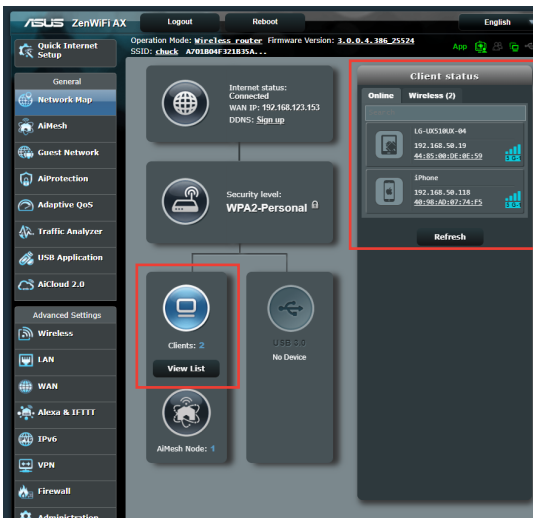 ASUS ZenWiFi AX
Logout
Reboot
English
Quick Internet
Setup
Operation Mode: Wireless router Firmware Version: 3.0.0.4.386_25524
SSID: chuck A701B04F321B35A...
App
General
Network Map
AiMesh
Guest Network
AiProtection
Adaptive QoS
Traffic Analyzer
USB Application
AiCloud 2.0
Advanced Settings
Wireless
LAN
WAN
Alexa & IFTTT
IPv6
VPN
Firewall
Administration
Internet status:
Connected
WAN IP: 192.168.123.153
DDNS: Sign up
Security level:
WPA2-Personal
Clients: 2
View List
USB 3.0
No Device
AiMesh Node: 1
Client status
Online
Wireless (2)
LG-UX510UX-04
192.168.50.19
44:85:00:DE:0E:59
iPhone
192.168.50.118
40:98:AD:07:74:F5
Refresh